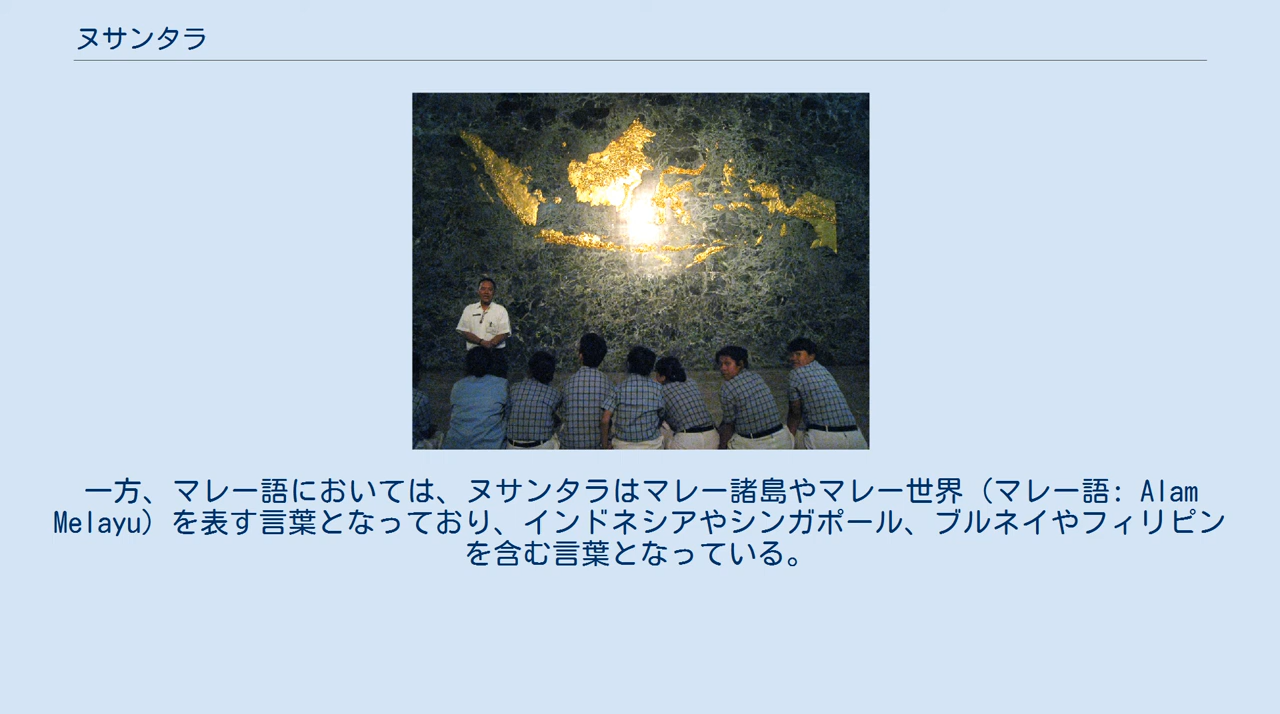 ヌサンタラ
一方、マレー語においては、ヌサンタラはマレー諸島やマレー世界（マレー語: Alam
Melayu）を表す言葉となっており、インドネシアやシンガポール、ブルネイやフィリピン
を含む言葉となっている。